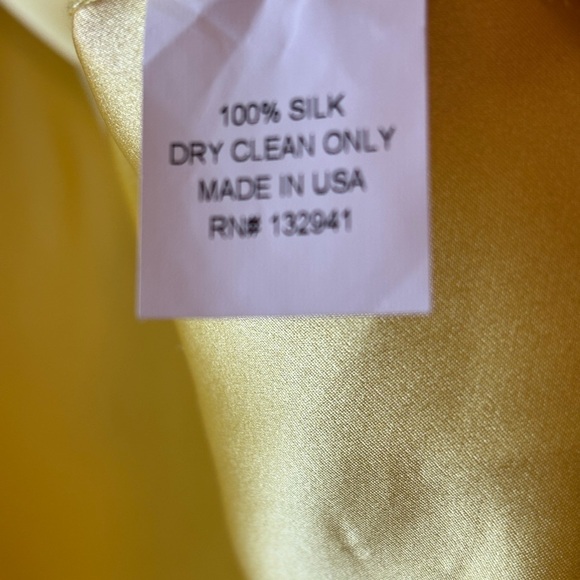 100% SILK
DRY CLEAN ONLY
MADE IN USA
RN# 132941